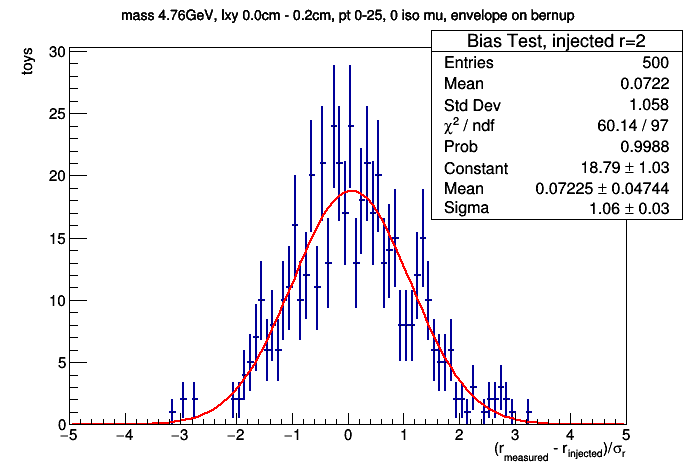 mass 4.76GeV, lxy 0.0cm - 0.2cm, pt 0-25, 0 iso mu, envelope on bernup
toys
Bias Test, injected r=2
Entries 500
Mean 0.0722
Std Dev 1.058
χ² / ndf 60.14 / 97
Prob 0.9988
Constant 18.79 ± 1.03
Mean 0.07225 ± 0.04744
Sigma 1.06 ± 0.03
30
25
20
15
10
5
0
−5 −4 −3 −2 −1 0 1 2 3 4 5
(r_measured - r_injected)/σ_r